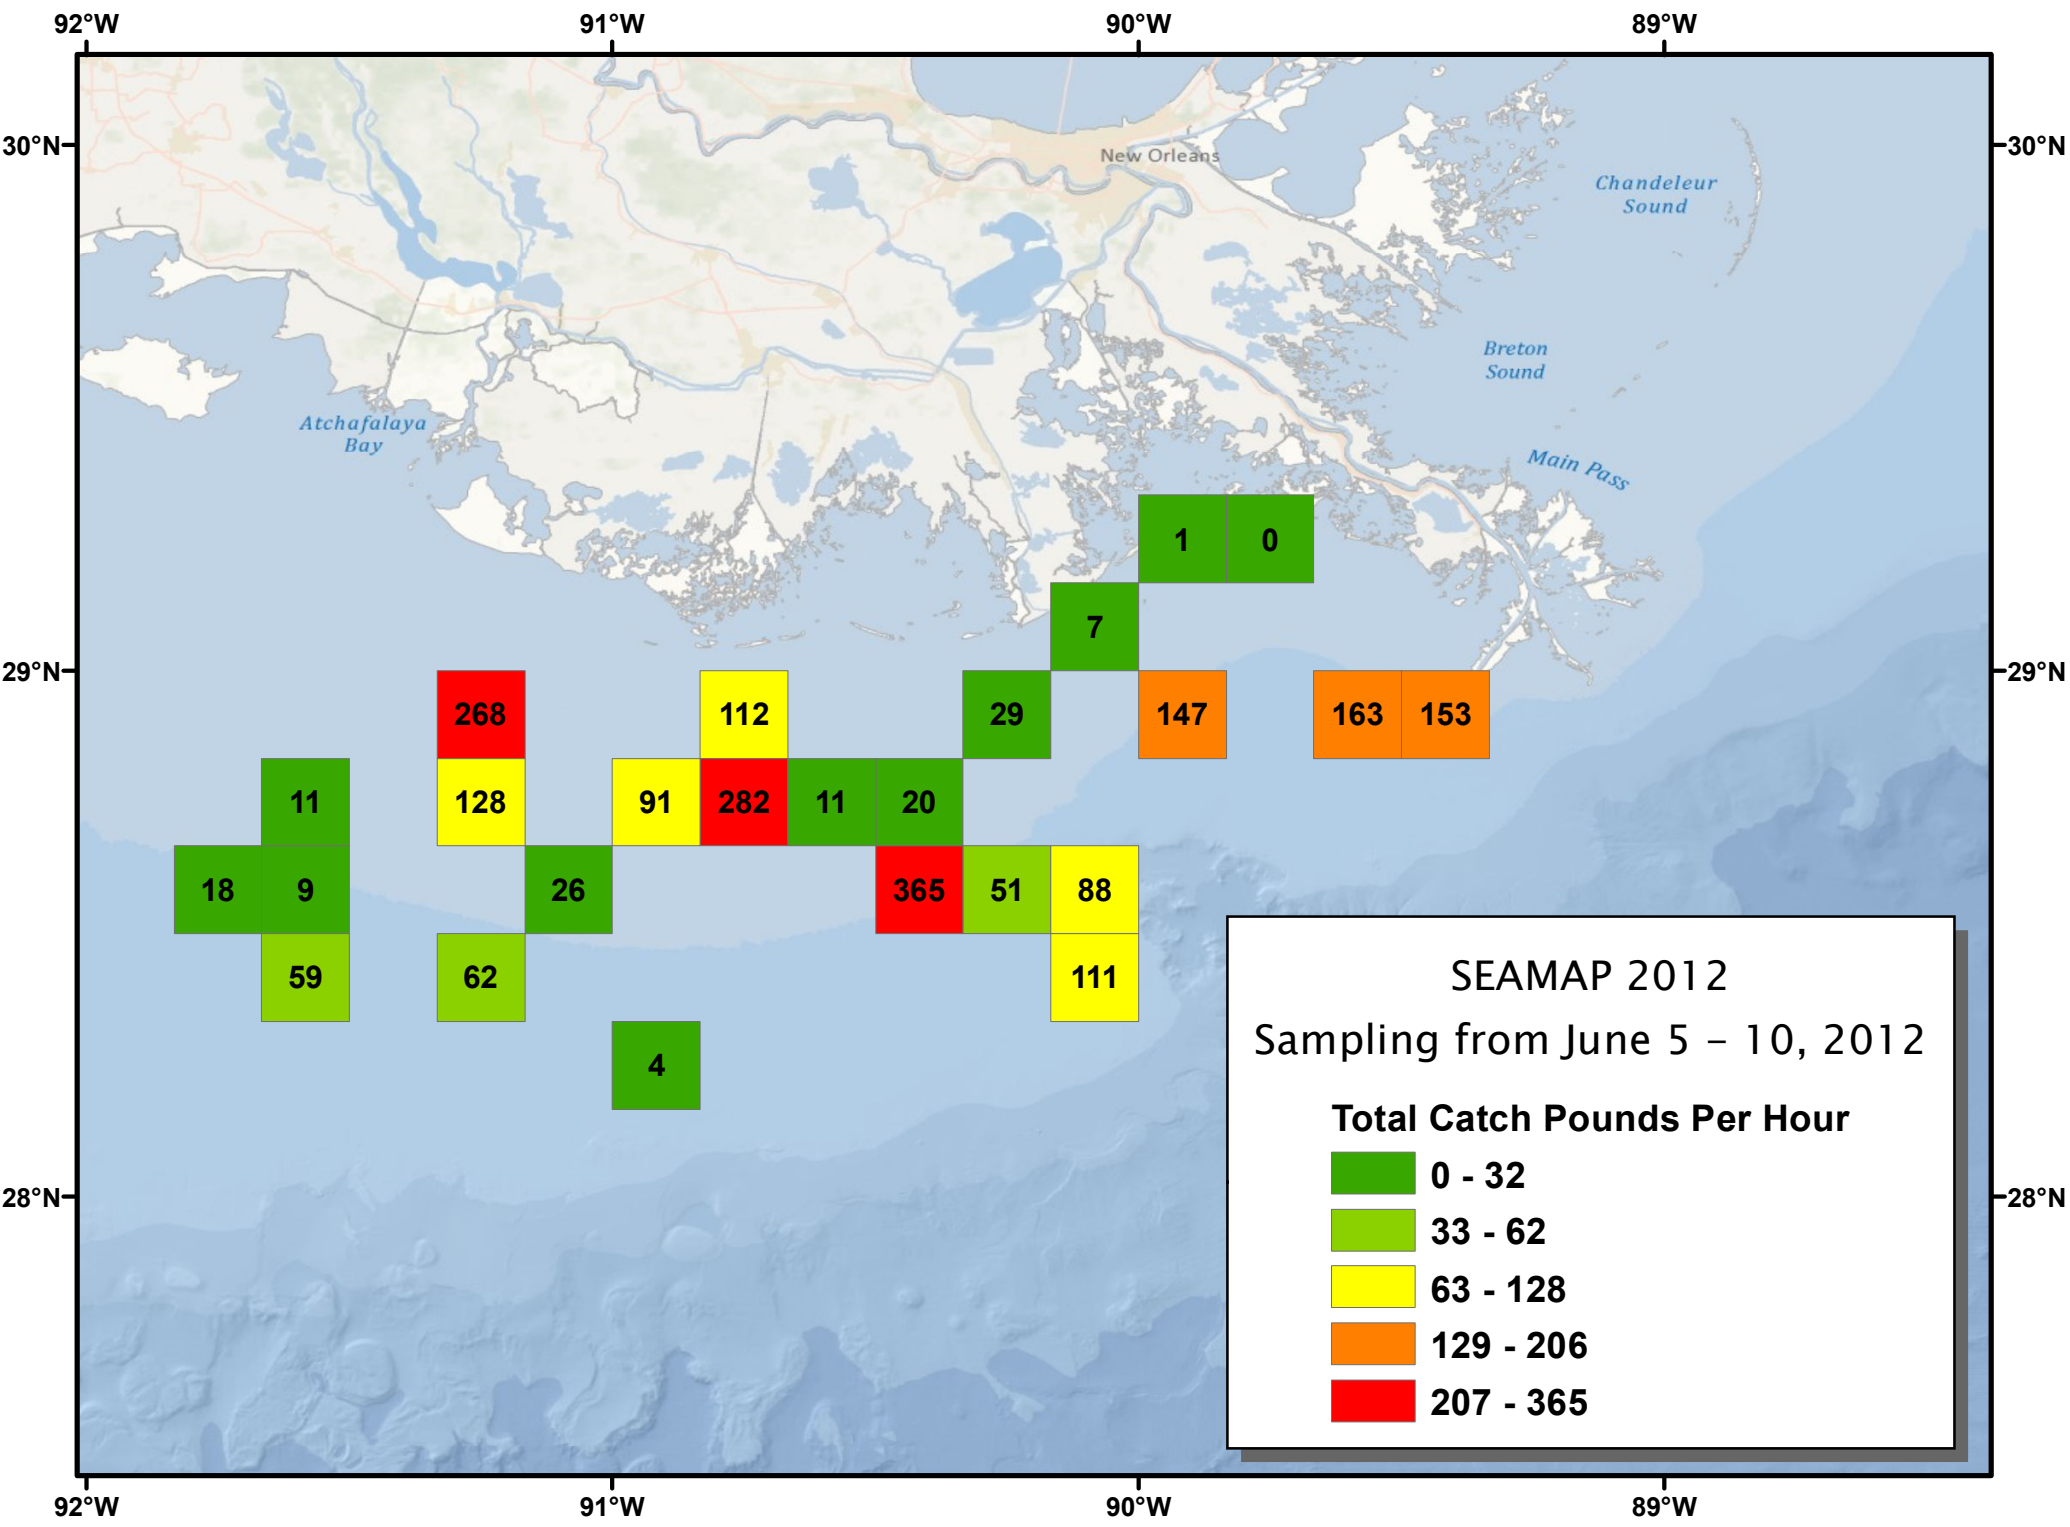 92°W 91°W 90°W 89°W
30°N 30°N
New Orleans
Chandeleur
Sound
Breton
Sound
Atchafalaya
Bay
Main Pass
1 0
7
29°N 29°N
268 112 29 147 163 153
11 128 91 282 11 20
18 9 26 365 51 88
59 62 111
4
SEAMAP 2012
Sampling from June 5 – 10, 2012
Total Catch Pounds Per Hour
0 - 32
33 - 62
63 - 128
129 - 206
207 - 365
28°N 28°N
92°W 91°W 90°W 89°W